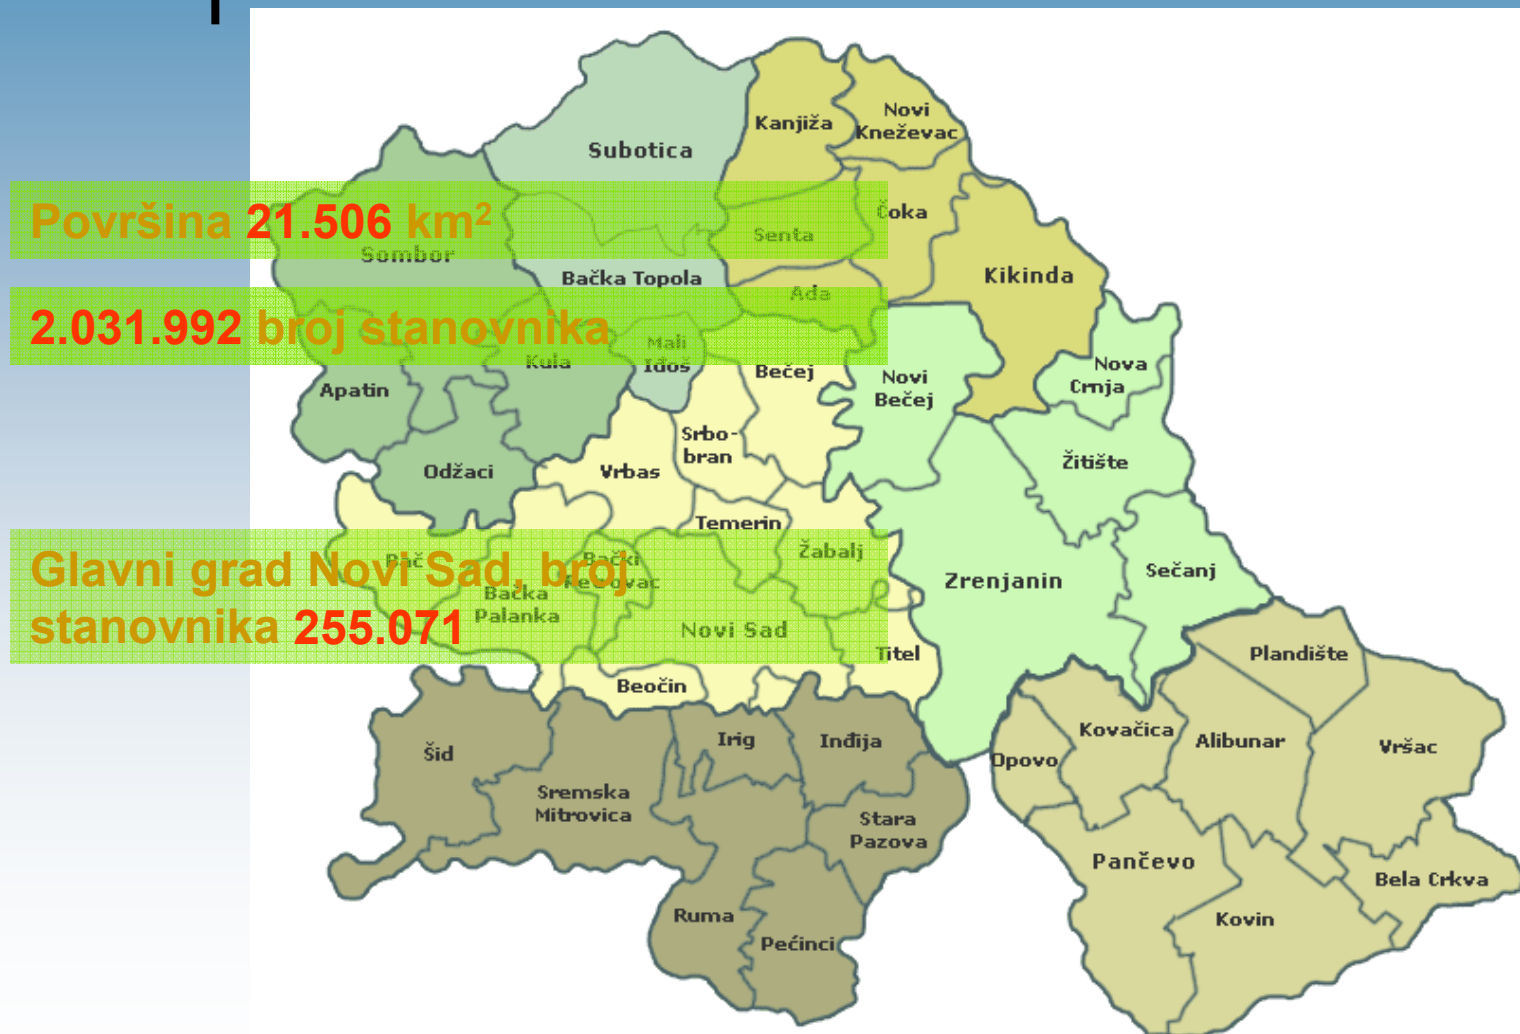 Površina 21.506 km²
2.031.992 broj stanovnika
Glavni grad Novi Sad, broj
stanovnika 255.071
Subotica
Kanjiža
Novi
Kneževac
Čoka
Senta
Sombor
Bačka Topola
Ada
Kikinda
Mali
Iđoš
Kula
Bečej
Apatin
Novi
Bečej
Nova
Crnja
Srbo-
bran
Odžaci
Vrbas
Žitište
Temerin
Žabalj
Bač
Bački
Petrovac
Bačka
Palanka
Zrenjanin
Sečanj
Novi Sad
Titel
Plandište
Beočin
Šid
Irig
Inđija
Opovo
Kovačica
Alibunar
Vršac
Sremska
Mitrovica
Stara
Pazova
Pančevo
Bela Crkva
Ruma
Pećinci
Kovin